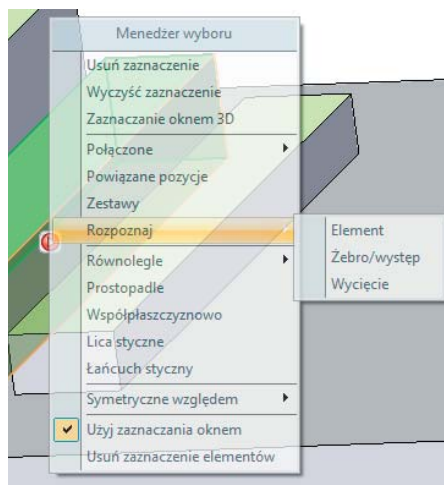 Menedżer wyboru
Usuń zaznaczenie
Wyczyść zaznaczenie
Zaznaczanie oknem 3D
Połączone
Powiązane pozycje
Zestawy
Rozpoznaj
Element
Żebro/występ
Wycięcie
Równolegle
Prostopadle
Współpłaszczyznowo
Lica styczne
Łańcuch styczny
Symetryczne względem
Użyj zaznaczania oknem
Usuń zaznaczenie elementów